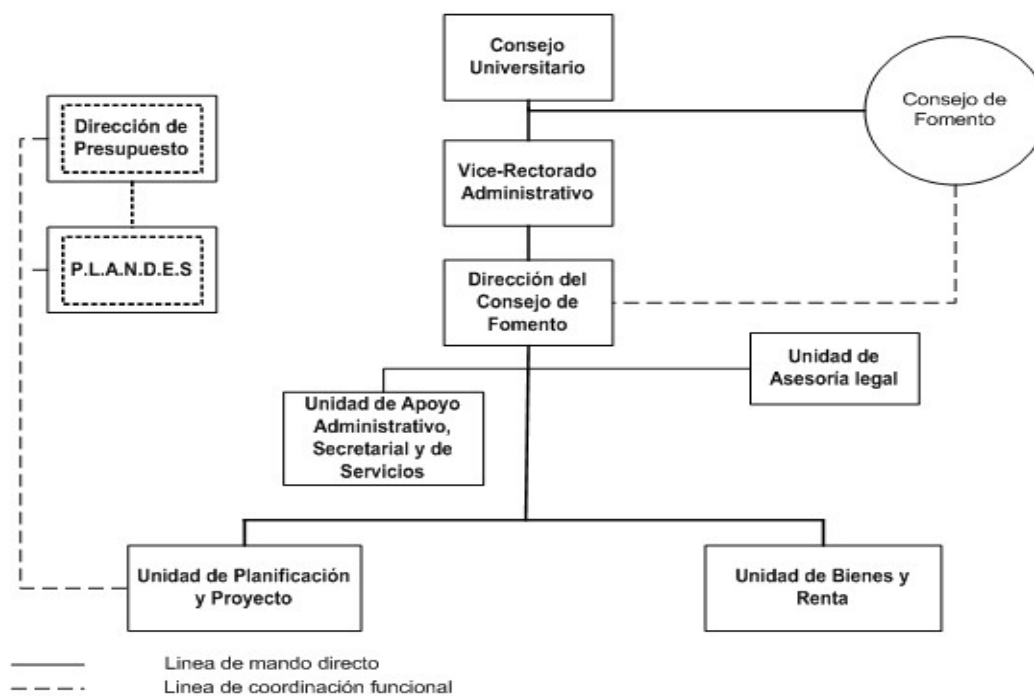 Consejo
Universitario
Consejo de
Fomento
Dirección de
Presupuesto
Vice-Rectorado
Administrativo
P.L.A.N.D.E.S
Dirección del
Consejo de
Fomento
Unidad de
Asesoría legal
Unidad de Apoyo
Administrativo,
Secretarial y de
Servicios
Unidad de Planificación
y Proyecto
Unidad de Bienes y
Renta
Linea de mando directo
Linea de coordinación funcional